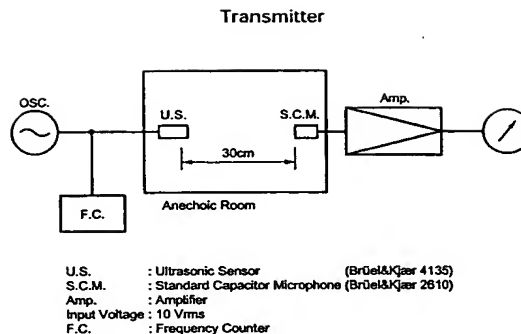 Transmitter
OSC.
U.S.
S.C.M.
Amp.
30cm
F.C.
Anechoic Room
U.S. : Ultrasonic Sensor (Brüel&Kjær 4135)
S.C.M. : Standard Capacitor Microphone (Brüel&Kjær 2610)
Amp. : Amplifier
Input Voltage : 10 Vrms
F.C. : Frequency Counter